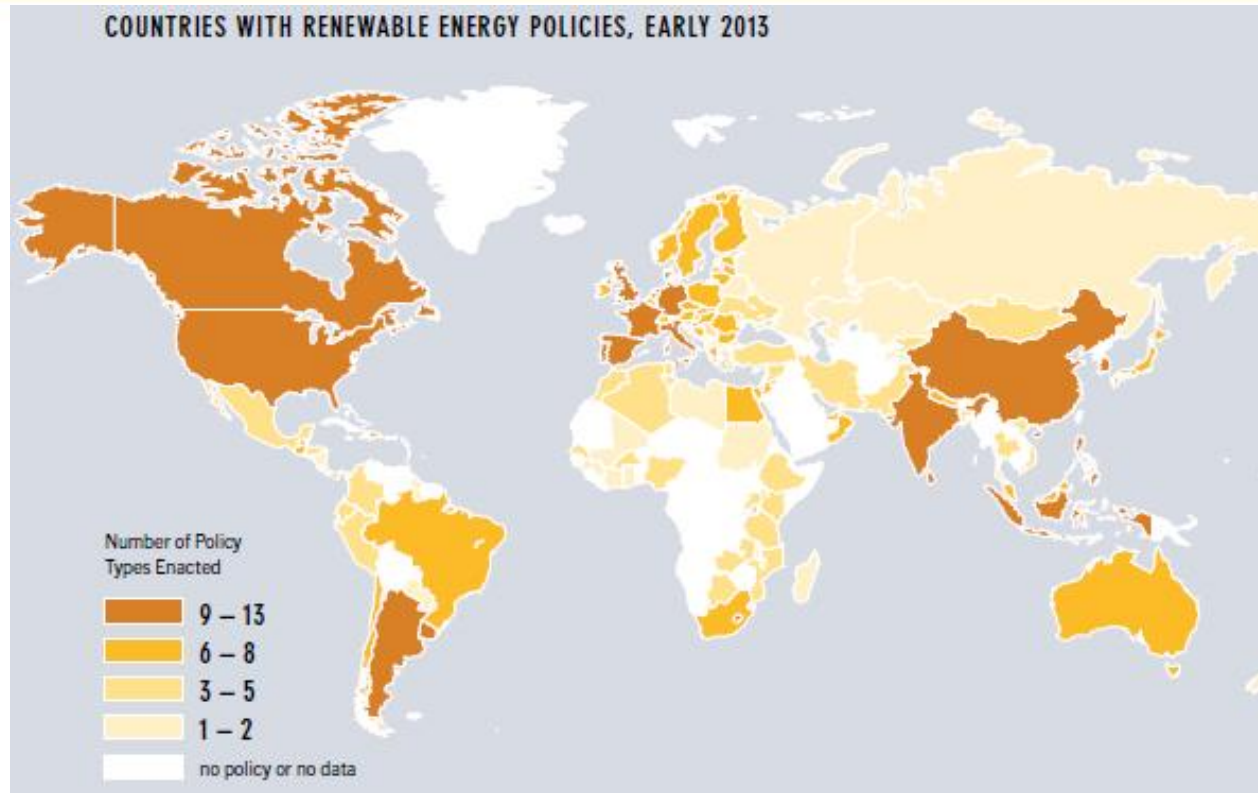 COUNTRIES WITH RENEWABLE ENERGY POLICIES, EARLY 2013
Number of Policy
Types Enacted
9 – 13
6 – 8
3 – 5
1 – 2
no policy or no data